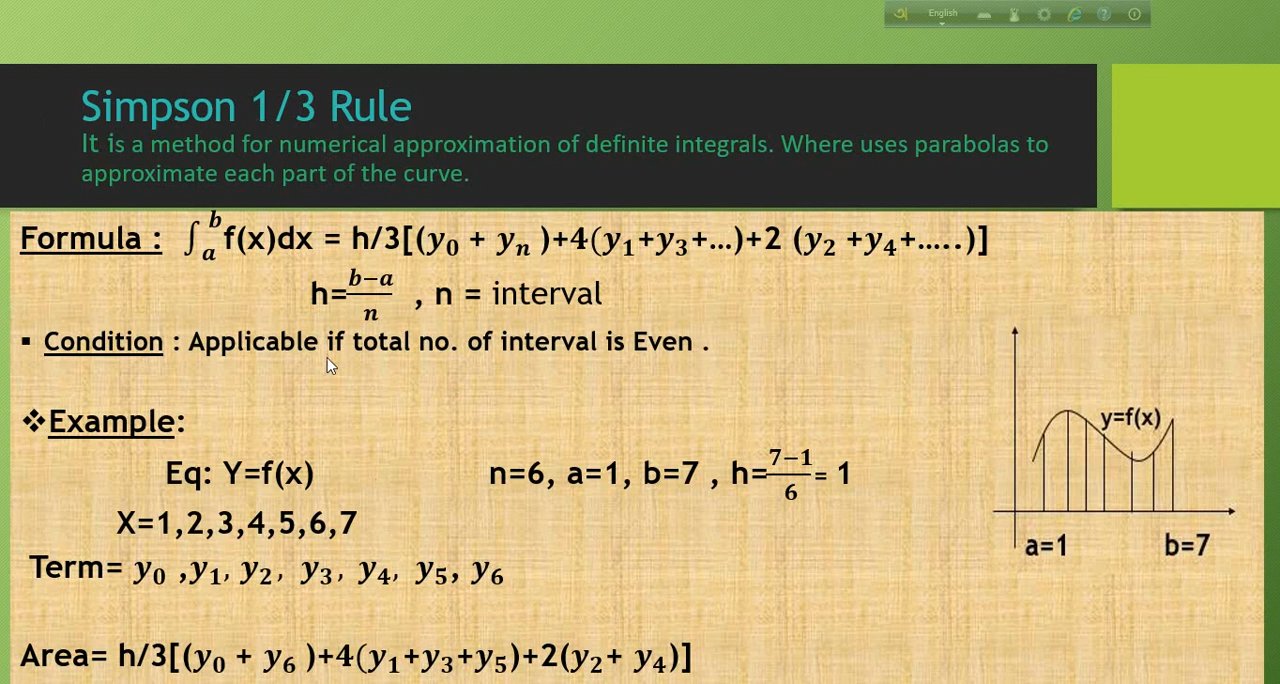 English
Simpson 1/3 Rule
It is a method for numerical approximation of definite integrals. Where uses parabolas to
approximate each part of the curve.
Formula : ∫ₐᵇ f(x)dx = h/3[(y₀ + yₙ )+4(y₁+y₃+...)+2 (y₂ +y₄+.....)]
h=(b−a)/n , n = interval
▪ Condition : Applicable if total no. of interval is Even .
❖Example:
Eq: Y=f(x) n=6, a=1, b=7 , h=(7−1)/6= 1
X=1,2,3,4,5,6,7
Term= y₀ ,y₁, y₂, y₃, y₄, y₅, y₆
y=f(x)
a=1 b=7
Area= h/3[(y₀ + y₆ )+4(y₁+y₃+y₅)+2(y₂+ y₄)]